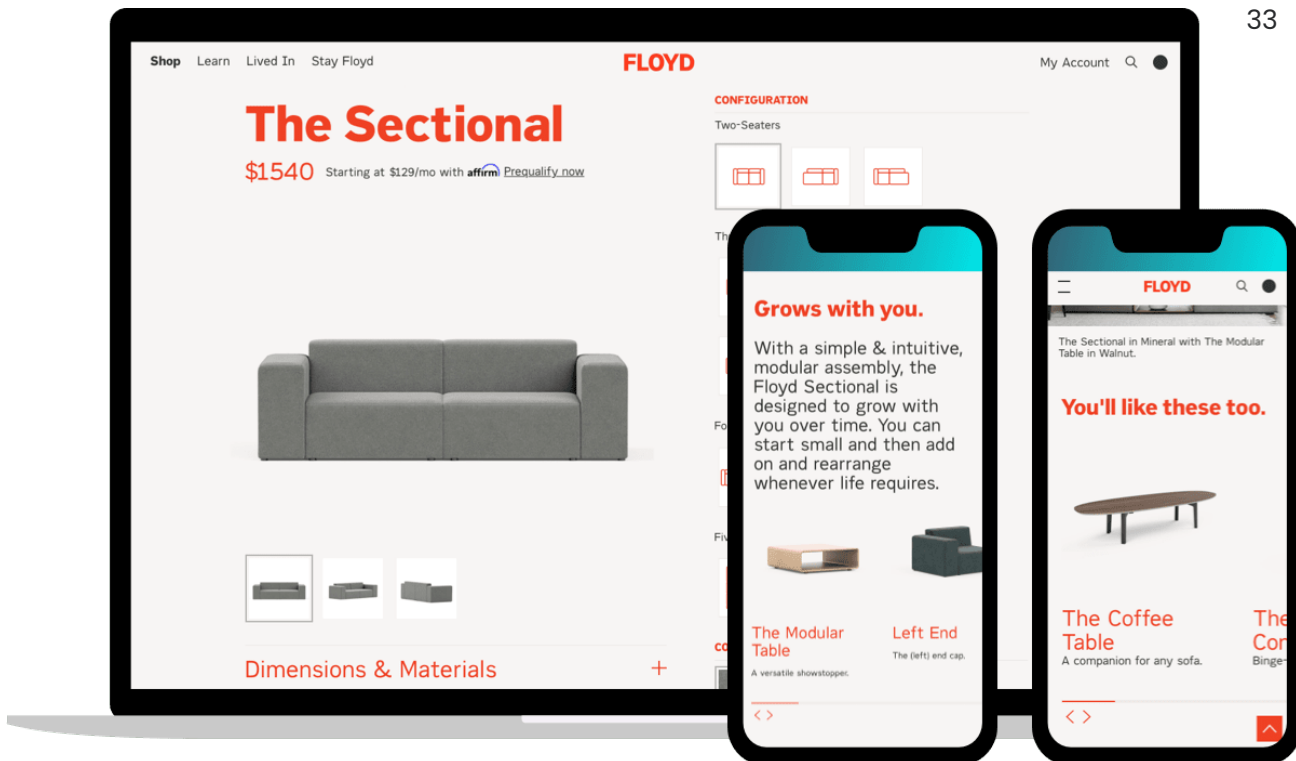 33
Shop Learn Lived In Stay Floyd
FLOYD
My Account
The Sectional
$1540 Starting at $129/mo with affirm Prequalify now
CONFIGURATION
Two-Seaters
Dimensions & Materials +
Grows with you.
With a simple & intuitive,
modular assembly, the
Floyd Sectional is
designed to grow with
you over time. You can
start small and then add
on and rearrange
whenever life requires.
The Modular
Table
A versatile showstopper.
Left End
The (left) end cap.
FLOYD
The Sectional in Mineral with The Modular
Table in Walnut.
You'll like these too.
The Coffee
Table
A companion for any sofa.
The